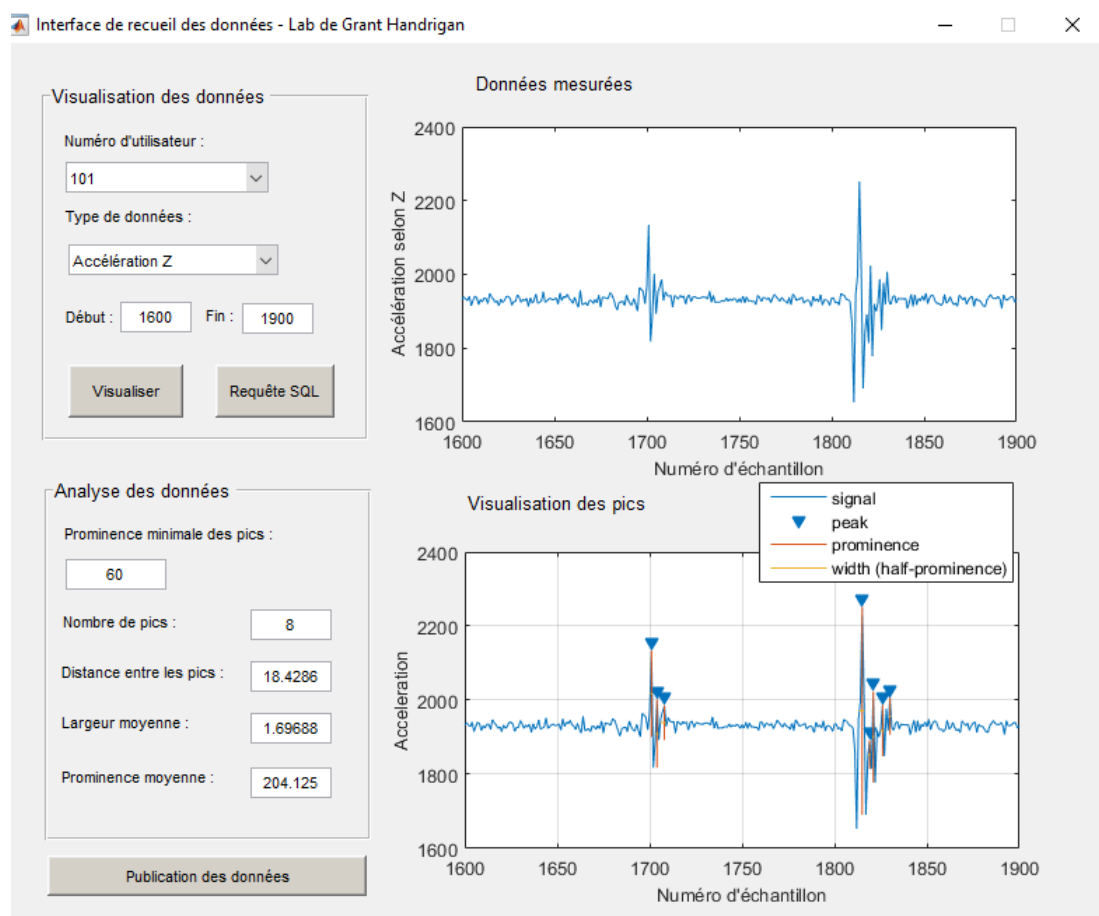 Interface de recueil des données - Lab de Grant Handrigan
Visualisation des données
Numéro d'utilisateur :
101
Type de données :
Accélération Z
Début : 1600 Fin : 1900
Visualiser Requête SQL
Données mesurées
2400
2200
2000
1800
1600
Accélération selon Z
1600 1650 1700 1750 1800 1850 1900
Numéro d'échantillon
Analyse des données
Prominence minimale des pics :
60
Nombre de pics : 8
Distance entre les pics : 18.4286
Largeur moyenne : 1.69688
Prominence moyenne : 204.125
Publication des données
Visualisation des pics
signal
peak
prominence
width (half-prominence)
2400
2200
2000
1800
1600
Acceleration
1600 1650 1700 1750 1800 1850 1900
Numéro d'échantillon